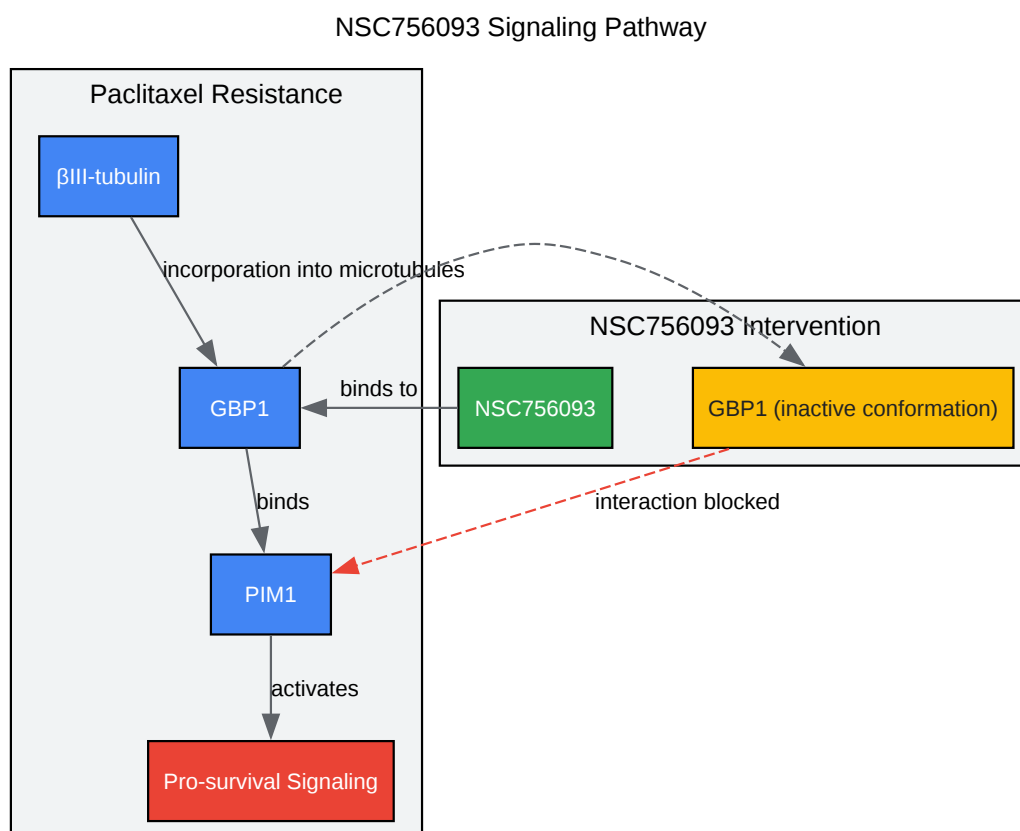 NSC756093 Signaling Pathway
Paclitaxel Resistance
βIII-tubulin
incorporation into microtubules
NSC756093 Intervention
GBP1
binds to
NSC756093
GBP1 (inactive conformation)
binds
interaction blocked
PIM1
activates
Pro-survival Signaling